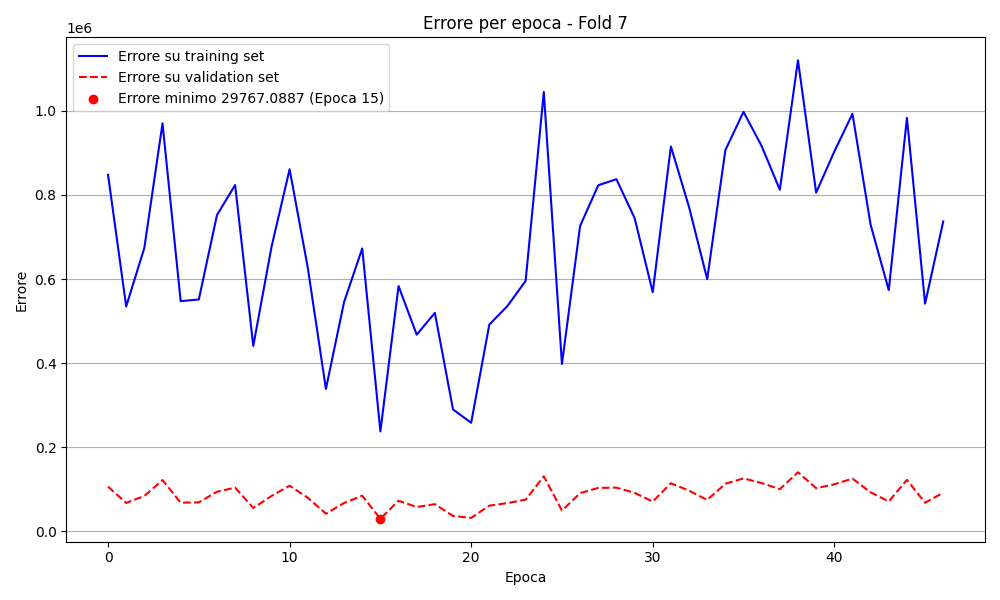 Errore per epoca - Fold 7
1e6
Errore su training set
Errore su validation set
Errore minimo 29767.0887 (Epoca 15)
1.0
0.8
0.6
0.4
0.2
0.0
Errore
0 10 20 30 40
Epoca